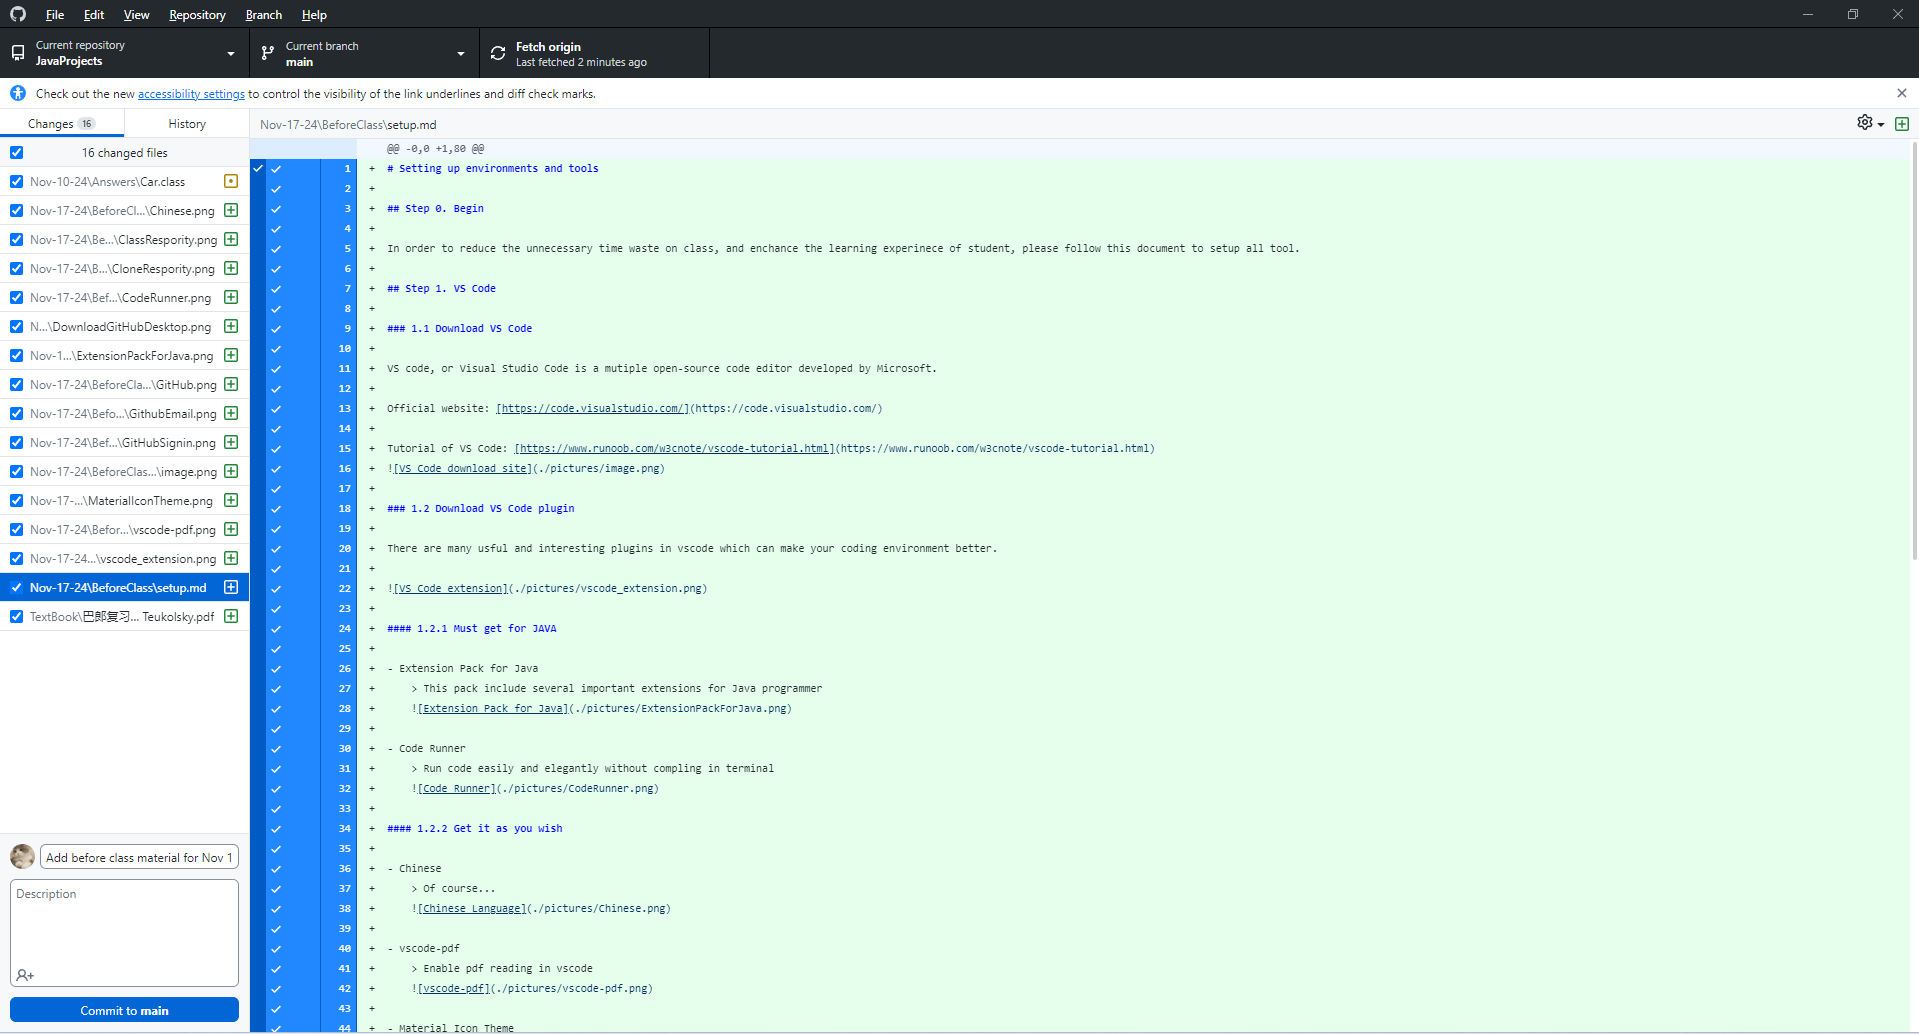 File Edit View Repository Branch Help
Current repository
JavaProjects
Current branch
main
Fetch origin
Last fetched 2 minutes ago
Check out the new accessibility settings to control the visibility of the link underlines and diff check marks.
Changes 16
History
Nov-17-24\BeforeClass\setup.md
16 changed files
Nov-10-24\Answers\Car.class
Nov-17-24\BeforeCl...\Chinese.png
Nov-17-24\Be...\ClassRespority.png
Nov-17-24\B...\CloneRespority.png
Nov-17-24\Bef...\CodeRunner.png
N...\DownloadGitHubDesktop.png
Nov-1...\ExtensionPackForJava.png
Nov-17-24\BeforeCla...\GitHub.png
Nov-17-24\Befo...\GithubEmail.png
Nov-17-24\Bef...\GitHubSignin.png
Nov-17-24\BeforeClas...\image.png
Nov-17-...\MaterialIconTheme.png
Nov-17-24\Befor...\vscode-pdf.png
Nov-17-24...\vscode_extension.png
Nov-17-24\BeforeClass\setup.md
TextBook\巴郎复习... Teukolsky.pdf
Add before class material for Nov 1
Description
Commit to main
@@ -0,0 +1,80 @@
1 + # Setting up environments and tools
2 +
3 + ## Step 0. Begin
4 +
5 + In order to reduce the unnecessary time waste on class, and enchance the learning experinece of student, please follow this document to setup all tool.
6 +
7 + ## Step 1. VS Code
8 +
9 + ### 1.1 Download VS Code
10 +
11 + VS code, or Visual Studio Code is a mutiple open-source code editor developed by Microsoft.
12 +
13 + Official website: [https://code.visualstudio.com/](https://code.visualstudio.com/)
14 +
15 + Tutorial of VS Code: [https://www.runoob.com/w3cnote/vscode-tutorial.html](https://www.runoob.com/w3cnote/vscode-tutorial.html)
16 + ![VS Code download site](./pictures/image.png)
17 +
18 + ### 1.2 Download VS Code plugin
19 +
20 + There are many usful and interesting plugins in vscode which can make your coding environment better.
21 +
22 + ![VS Code extension](./pictures/vscode_extension.png)
23 +
24 + #### 1.2.1 Must get for JAVA
25 +
26 + - Extension Pack for Java
27 + > This pack include several important extensions for Java programmer
28 + ![Extension Pack for Java](./pictures/ExtensionPackForJava.png)
29 +
30 + - Code Runner
31 + > Run code easily and elegantly without compling in terminal
32 + ![Code Runner](./pictures/CodeRunner.png)
33 +
34 + #### 1.2.2 Get it as you wish
35 +
36 + - Chinese
37 + > Of course...
38 + ![Chinese Language](./pictures/Chinese.png)
39 +
40 + - vscode-pdf
41 + > Enable pdf reading in vscode
42 + ![vscode-pdf](./pictures/vscode-pdf.png)
43 +
44 + - Material Icon Theme